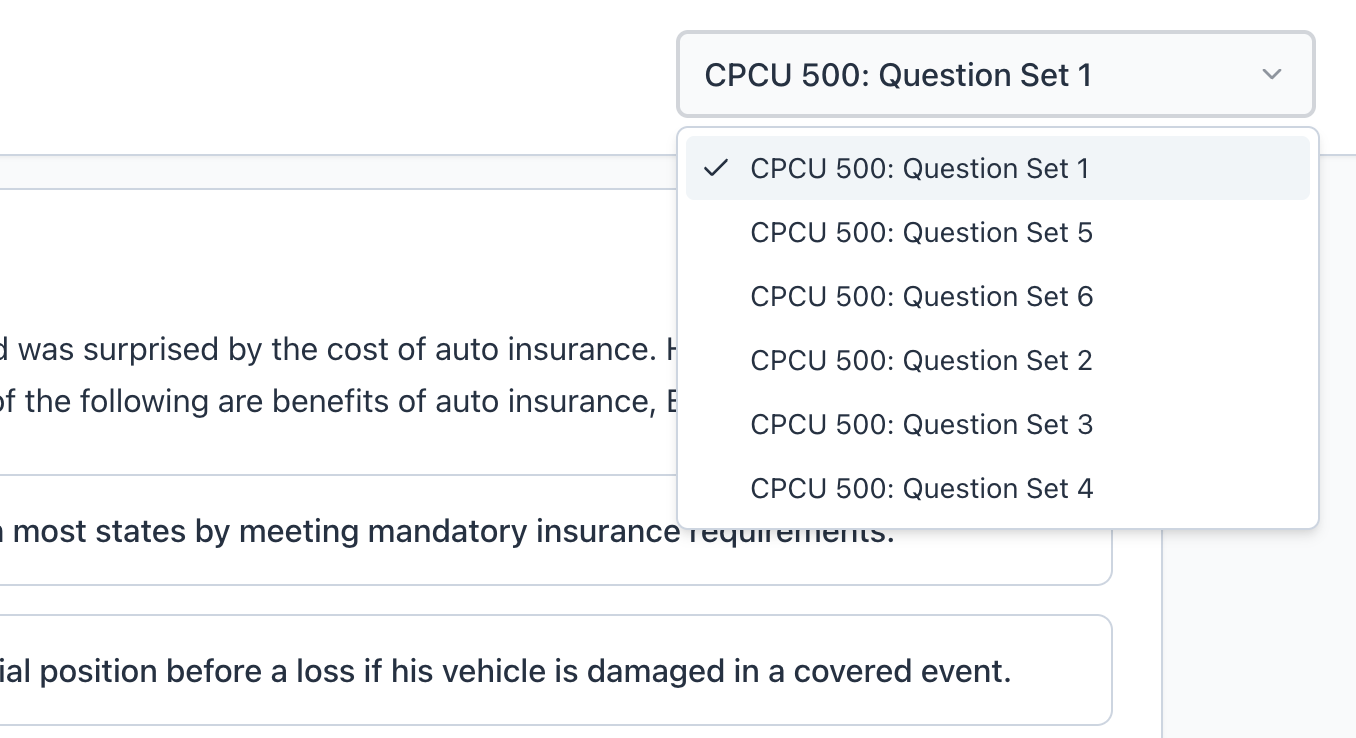 CPCU 500: Question Set 1
CPCU 500: Question Set 1
CPCU 500: Question Set 5
CPCU 500: Question Set 6
was surprised by the cost of auto insurance.
CPCU 500: Question Set 2
of the following are benefits of auto insurance,
CPCU 500: Question Set 3
CPCU 500: Question Set 4
most states by meeting mandatory insurance requirements.
position before a loss if his vehicle is damaged in a covered event.